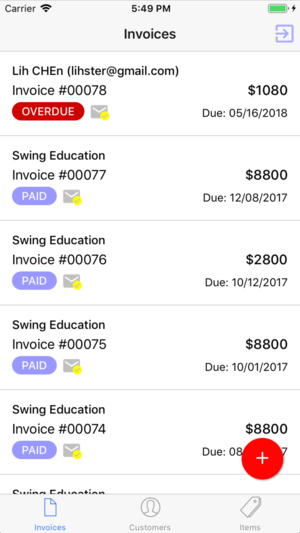 Carrier 5:49 PM
Invoices
Lih CHEn (lihster@gmail.com)
Invoice #00078 $1080
OVERDUE Due: 05/16/2018
Swing Education
Invoice #00077 $8800
PAID Due: 12/08/2017
Swing Education
Invoice #00076 $2800
PAID Due: 10/12/2017
Swing Education
Invoice #00075 $8800
PAID Due: 10/01/2017
Swing Education
Invoice #00074 $8800
PAID Due: 08
+
Swing Education
Invoices Customers Items